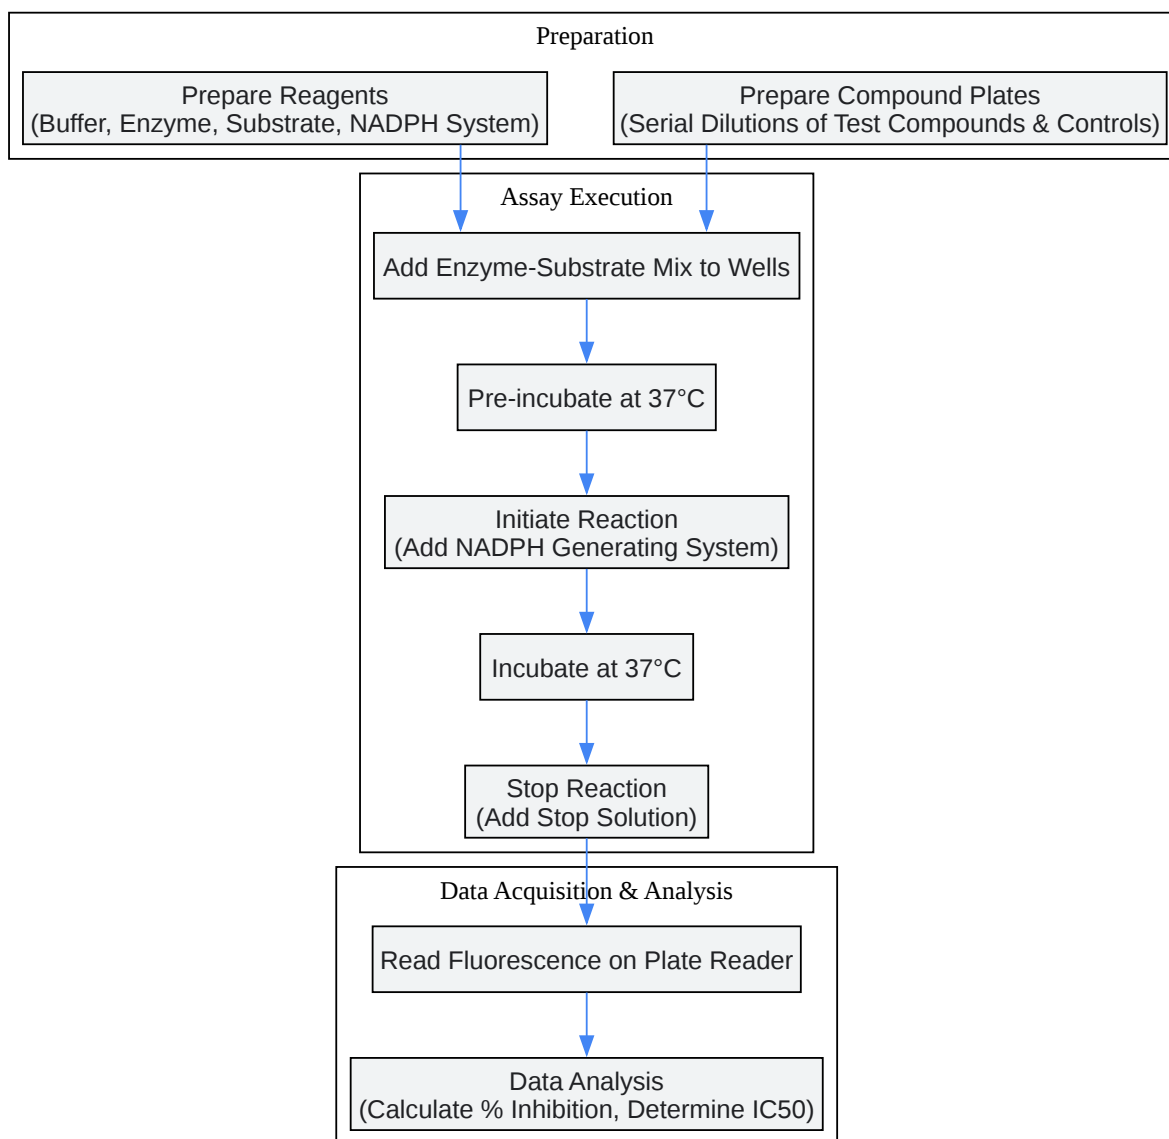 Preparation
Prepare Reagents
(Buffer, Enzyme, Substrate, NADPH System)
Prepare Compound Plates
(Serial Dilutions of Test Compounds & Controls)
Assay Execution
Add Enzyme-Substrate Mix to Wells
Pre-incubate at 37°C
Initiate Reaction
(Add NADPH Generating System)
Incubate at 37°C
Stop Reaction
(Add Stop Solution)
Data Acquisition & Analysis
Read Fluorescence on Plate Reader
Data Analysis
(Calculate % Inhibition, Determine IC50)